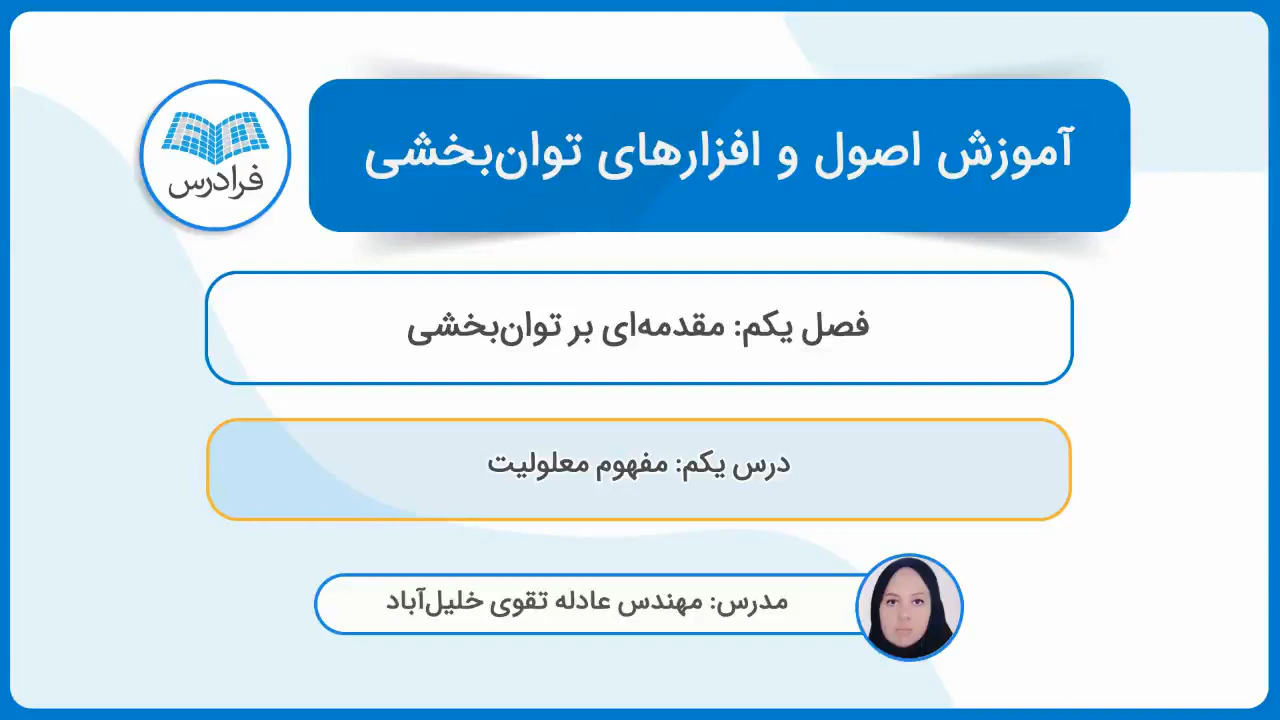 آموزش اصول و افزارهای توان‌بخشی
فرادرس
فصل یکم: مقدمه‌ای بر توان‌بخشی
درس یکم: مفهوم معلولیت
مدرس: مهندس عادله تقوی خلیل‌آباد